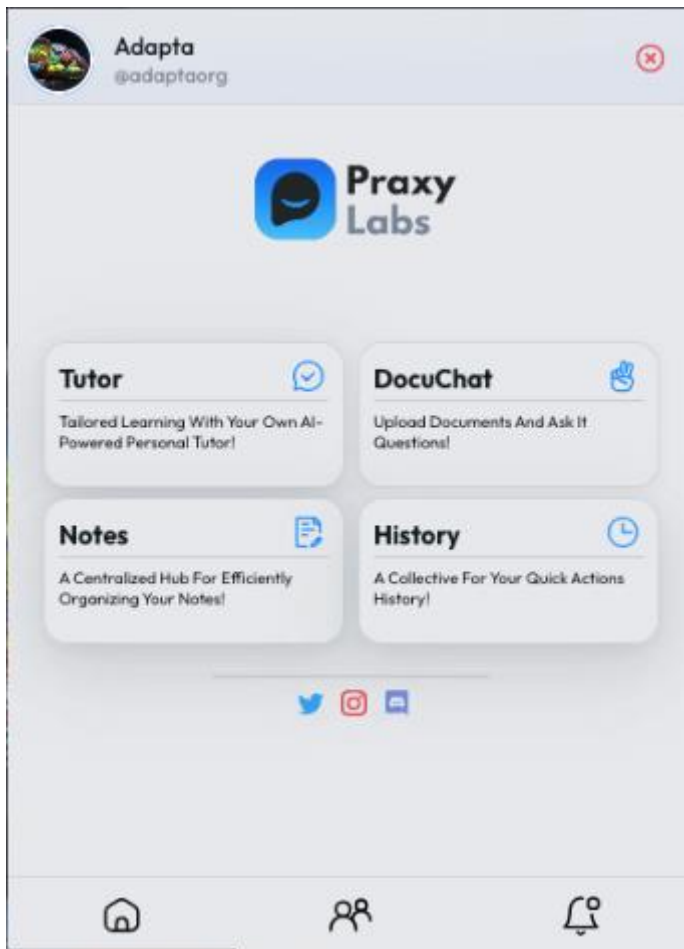 Adapta
@adaptaorg
Praxy
Labs
Tutor
Tailored Learning With Your Own AI-
Powered Personal Tutor!
DocuChat
Upload Documents And Ask It
Questions!
Notes
A Centralized Hub For Efficiently
Organizing Your Notes!
History
A Collective For Your Quick Actions
History!